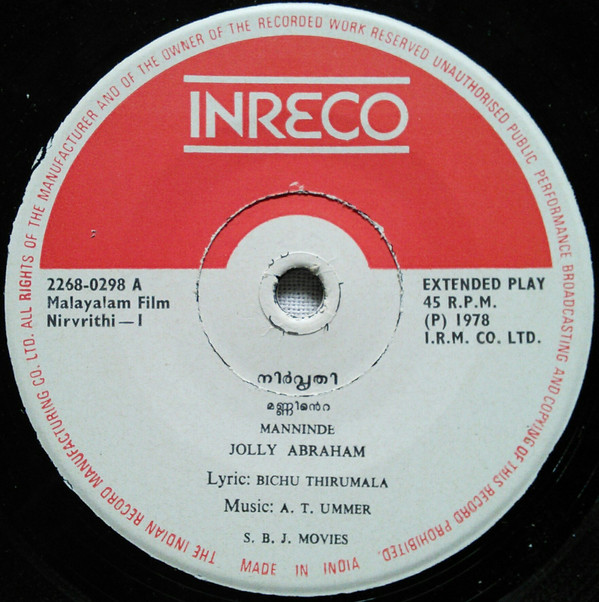 INRECO
2268-0298 A
Malayalam Film
Nirvrithi—I
EXTENDED PLAY
45 R.P.M.
(P) 1978
I.R.M. CO. LTD.
നിർവൃതി
മണ്ണിൻെറ
MANNINDE
JOLLY ABRAHAM
Lyric: BICHU THIRUMALA
Music: A. T. UMMER
S. B. J. MOVIES
THE INDIAN RECORD MANUFACTURING CO. LTD. ALL RIGHTS OF THE MANUFACTURER AND OF THE OWNER OF THE RECORDED WORK RESERVED UNAUTHORISED PUBLIC PERFORMANCE BROADCASTING AND COPYING OF THIS RECORD PROHIBITED.
MADE IN INDIA